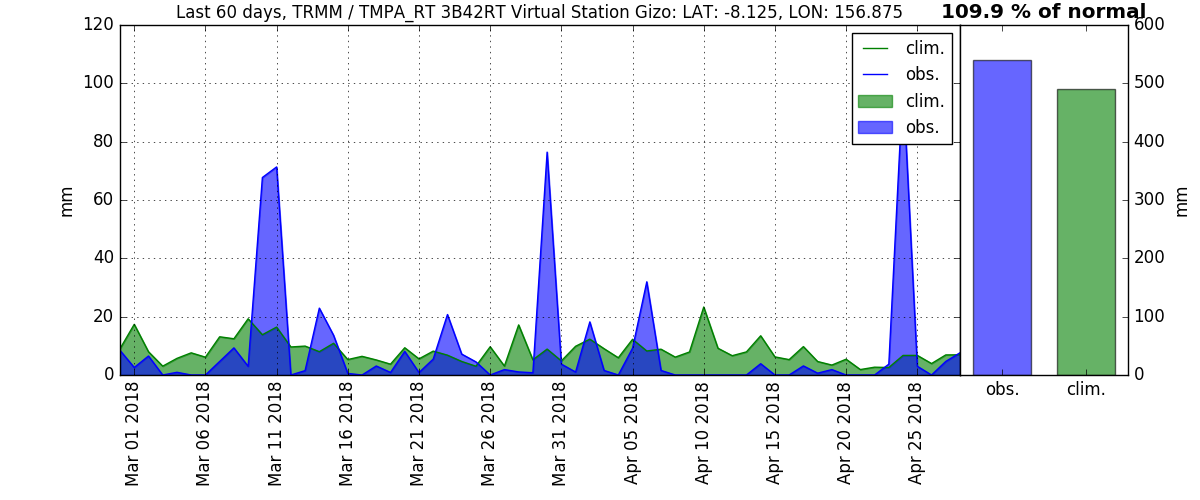 Last 60 days, TRMM / TMPA_RT 3B42RT Virtual Station Gizo: LAT: -8.125, LON: 156.875
109.9 % of normal
120
100
80
60
40
20
0
mm
clim.
obs.
clim.
obs.
600
500
400
300
200
100
0
mm
obs.
clim.
Mar 01 2018
Mar 06 2018
Mar 11 2018
Mar 16 2018
Mar 21 2018
Mar 26 2018
Mar 31 2018
Apr 05 2018
Apr 10 2018
Apr 15 2018
Apr 20 2018
Apr 25 2018